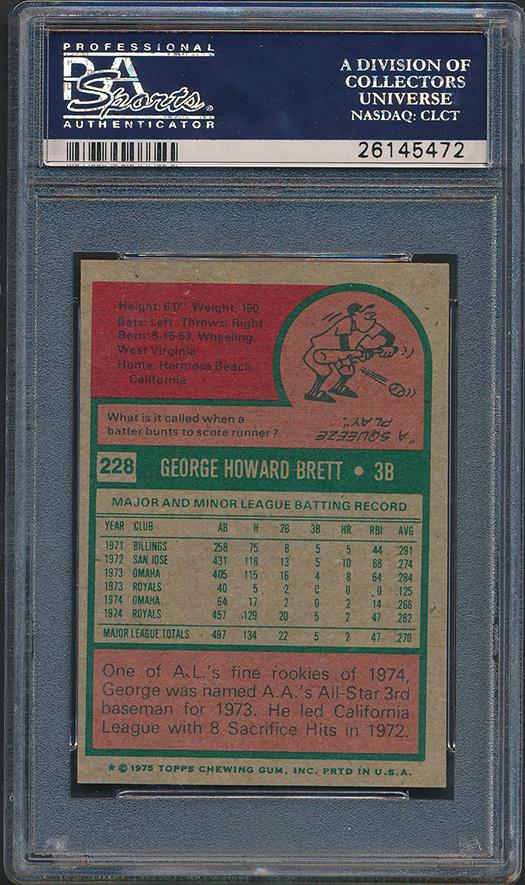 PROFESSIONAL
PSA
Sports®
AUTHENTICATOR
A DIVISION OF
COLLECTORS
UNIVERSE
NASDAQ: CLCT
26145472
Height: 6'0" Weight: 190
Bats: Left Throws: Right
Born: 5-15-53, Wheeling,
West Virginia
Home: Hermosa Beach,
California
What is it called when a
batter bunts to score runner?
"A SQUEEZE
PLAY".
228 GEORGE HOWARD BRETT • 3B
MAJOR AND MINOR LEAGUE BATTING RECORD
YEAR CLUB AB H 2B 3B HR RBI AVG
1971 BILLINGS 258 75 8 5 5 44 .291
1972 SAN JOSE 431 118 13 5 10 68 .274
1973 OMAHA 405 115 16 4 8 64 .284
1973 ROYALS 40 5 2 0 0 0 .125
1974 OMAHA 64 17 2 0 2 14 .266
1974 ROYALS 457 129 20 5 2 47 .282
MAJOR LEAGUE TOTALS 497 134 22 5 2 47 .270
One of A.L.'s fine rookies of 1974,
George was named A.A.'s All-Star 3rd
baseman for 1973. He led California
League with 8 Sacrifice Hits in 1972.
* © 1975 TOPPS CHEWING GUM, INC. PRTD IN U.S.A.